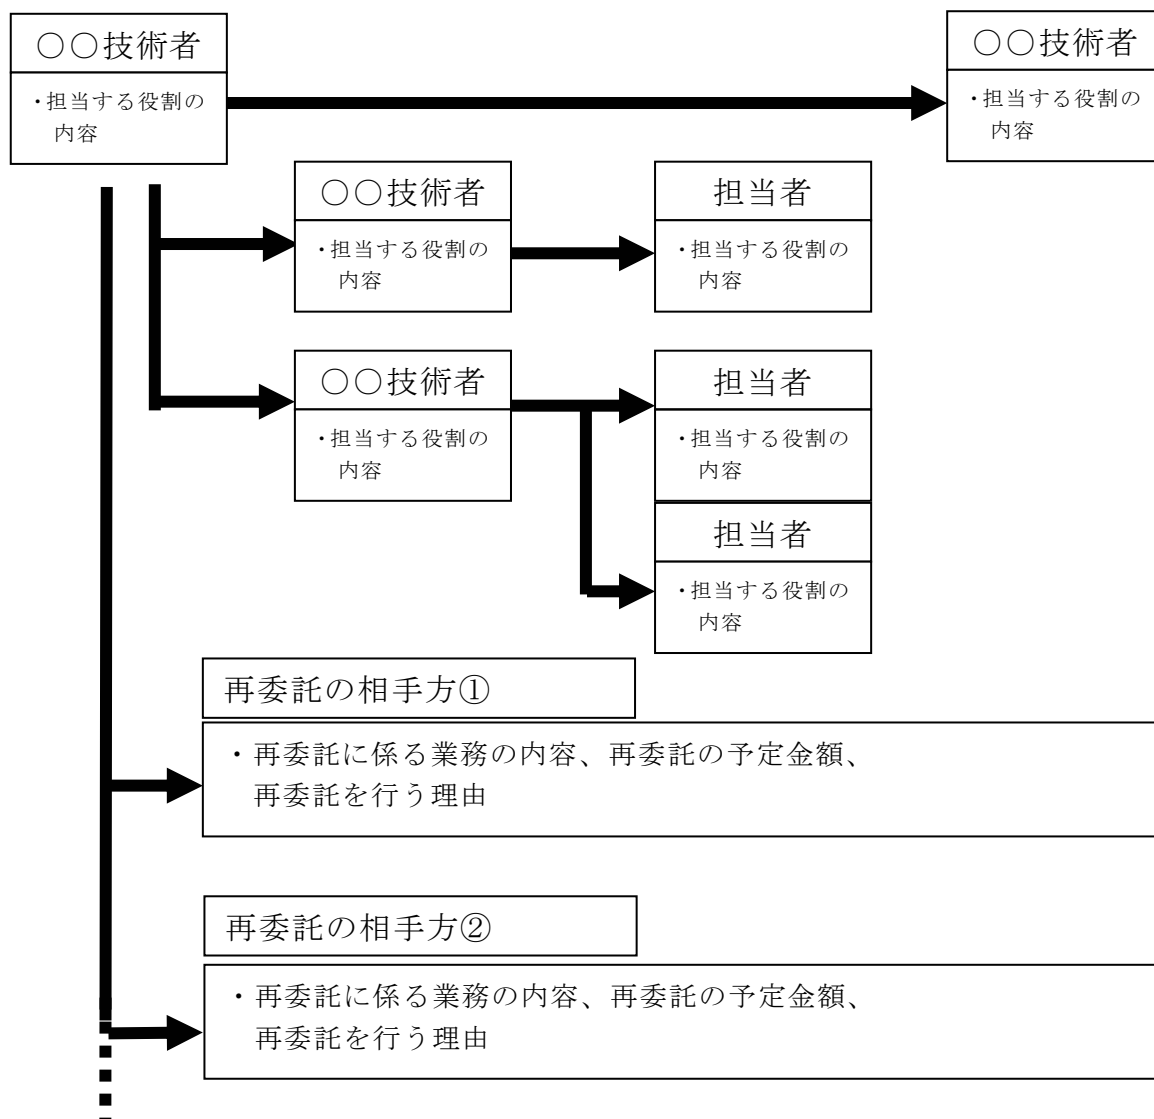 ○○技術者
・担当する役割の
内容
○○技術者
・担当する役割の
内容
○○技術者
・担当する役割の
内容
担当者
・担当する役割の
内容
○○技術者
・担当する役割の
内容
担当者
・担当する役割の
内容
担当者
・担当する役割の
内容
再委託の相手方①
・再委託に係る業務の内容、再委託の予定金額、
再委託を行う理由
再委託の相手方②
・再委託に係る業務の内容、再委託の予定金額、
再委託を行う理由